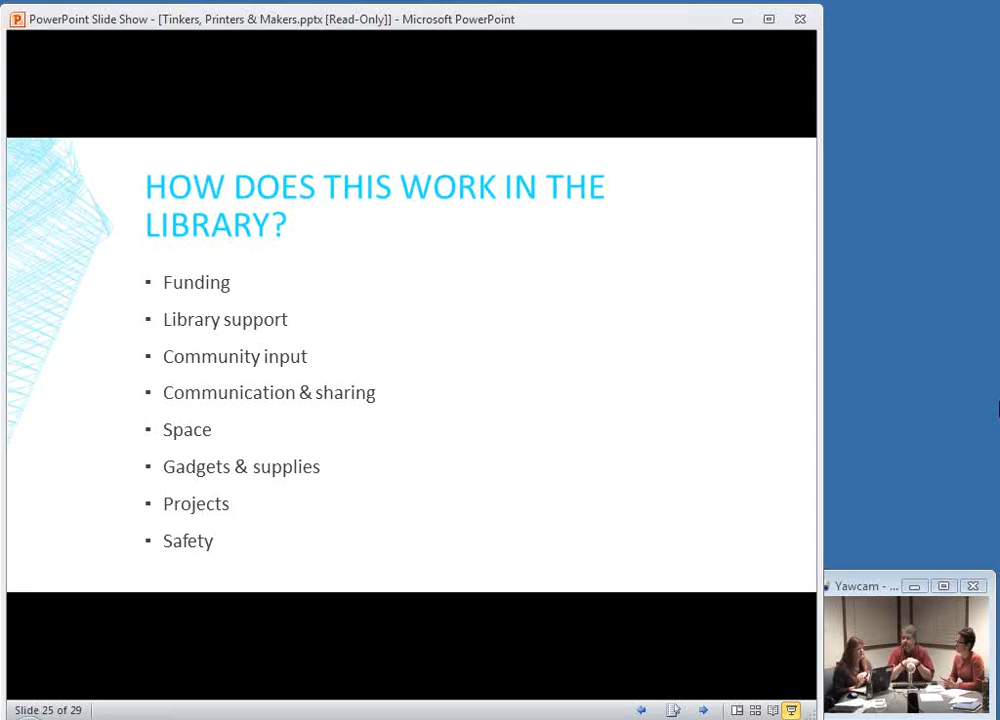 PowerPoint Slide Show - [Tinkers, Printers & Makers.pptx [Read-Only]] - Microsoft PowerPoint
HOW DOES THIS WORK IN THE
LIBRARY?
▪ Funding
▪ Library support
▪ Community input
▪ Communication & sharing
▪ Space
▪ Gadgets & supplies
▪ Projects
▪ Safety
Yawcam - ...
Slide 25 of 29